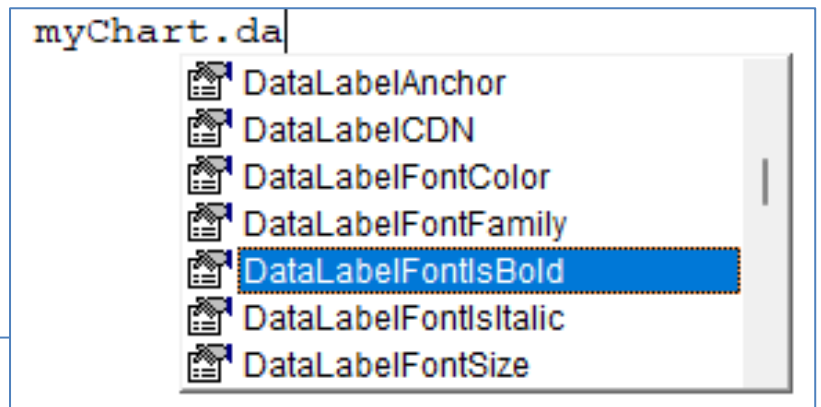 myChart.da
DataLabelAnchor
DataLabelCDN
DataLabelFontColor
DataLabelFontFamily
DataLabelFontIsBold
DataLabelFontIsItalic
DataLabelFontSize